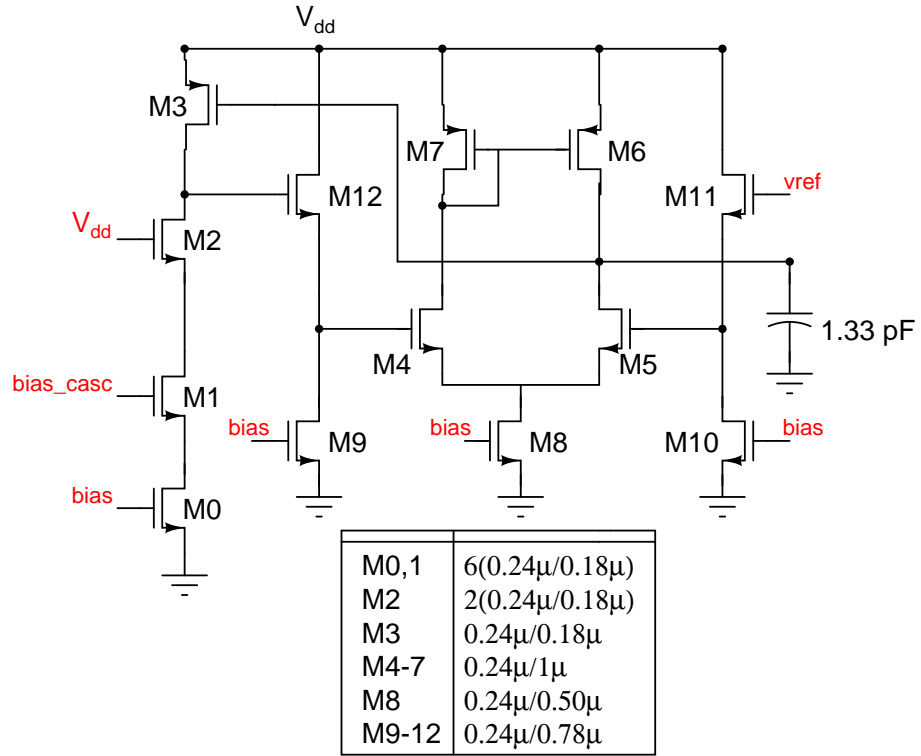 Vdd
M3
M7
M6
M12
M11
vref
Vdd
M2
1.33 pF
M4
M5
bias_casc
M1
bias
M9
bias
M8
M10
bias
bias
M0
M0,1 6(0.24μ/0.18μ)
M2 2(0.24μ/0.18μ)
M3 0.24μ/0.18μ
M4-7 0.24μ/1μ
M8 0.24μ/0.50μ
M9-12 0.24μ/0.78μ